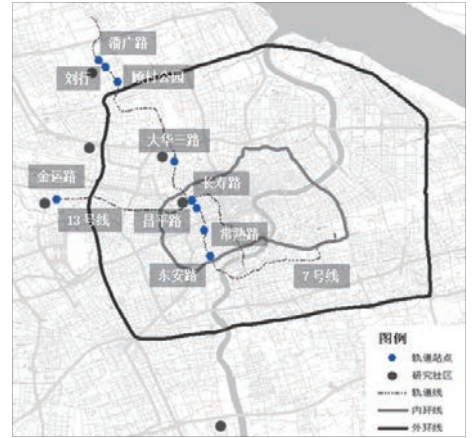 潘广路
刘行
顾村公园
大华三路
金运路
长寿路
13号线
昌平路
常熟路
东安路
7号线
图例
轨道站点
研究社区
轨道线
内环线
外环线